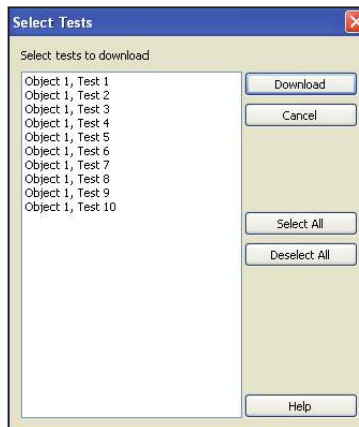 Select Tests
Select tests to download
Object 1, Test 1
Object 1, Test 2
Object 1, Test 3
Object 1, Test 4
Object 1, Test 5
Object 1, Test 6
Object 1, Test 7
Object 1, Test 8
Object 1, Test 9
Object 1, Test 10
Download
Cancel
Select All
Deselect All
Help